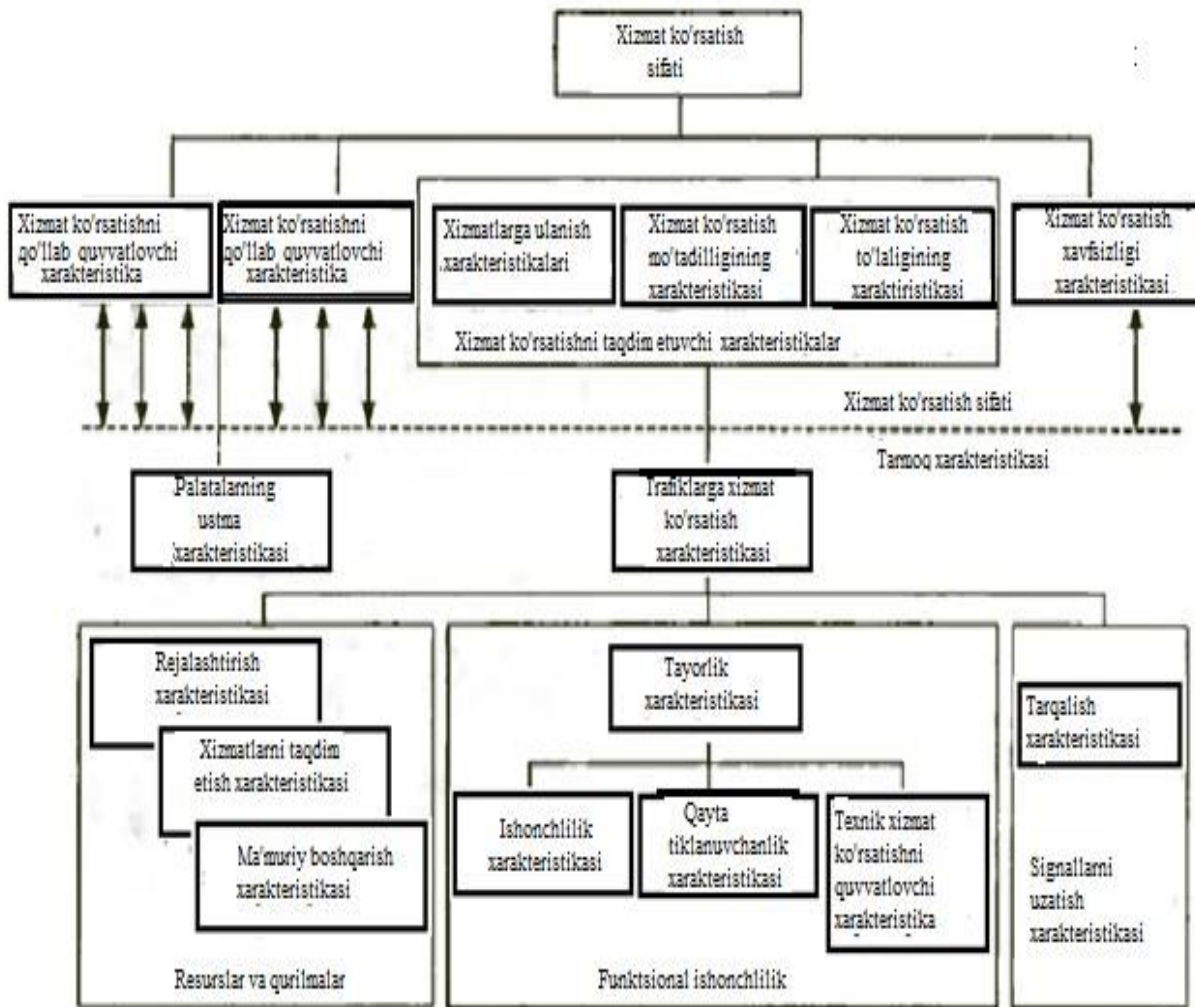 Xizmat ko'rsatish
sifati
Xizmat ko'rsatishni
qo'llab quvvatlovchi
xarakteristika
Xizmat ko'rsatishni
qo'llab quvvatlovchi
xarakteristika
Xizmatlarga ulanish
xarakteristikalari
Xizmat ko'rsatish
mo'tadilligining
xarakteristikasi
Xizmat ko'rsatish
to'laligining
xaraktiristikasi
Xizmat ko'rsatish
xavfsizligi
xarakteristikasi
Xizmat ko'rsatishni taqdim etuvchi xarakteristikalar
Xizmat ko'rsatish sifati
Tarmoq xarakteristikasi
Palatalarning
ustma
xarakteristikasi
Trafiklarga xizmat
ko'rsatish
xarakteristikasi
Rejalashtirish
xarakteristikasi
Xizmatlarni taqdim
etish xarakteristikasi
Ma'muriy boshqarish
xarakteristikasi
Resurslar va qurilmalar
Tayorlik
xarakteristikasi
Ishonchlilik
xarakteristikasi
Qayta
tiklanuvchanlik
xarakteristikasi
Texnik xizmat
ko'rsatishni
quvvatlovchi
xarakteristika
Funktsional ishonchlilik
Tarqalish
xarakteristikasi
Signallarni
uzatish
xarakteristikasi